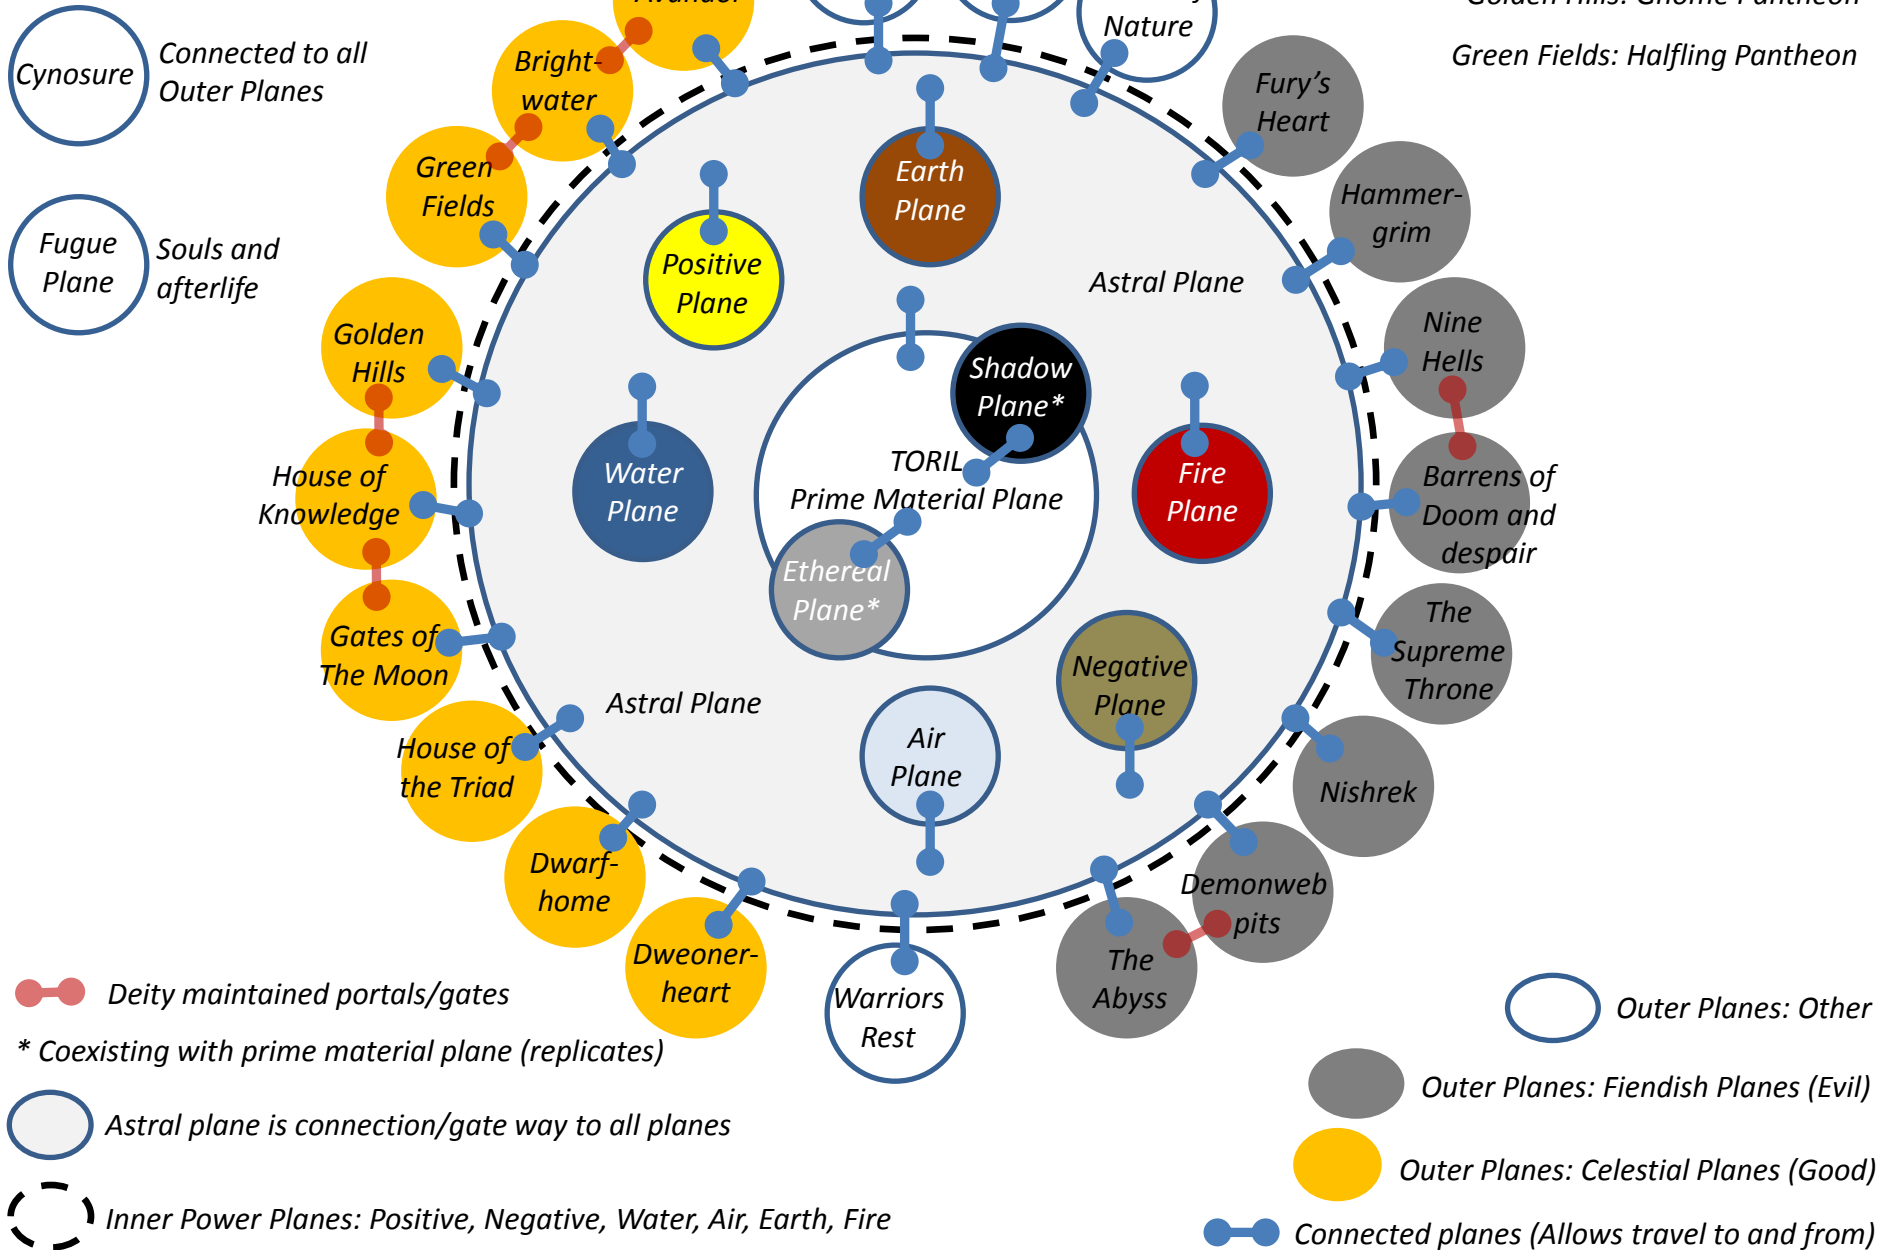 Golden Hills: Gnome Pantheon
Green Fields: Halfling Pantheon
Cynosure
Connected to all
Outer Planes
Fugue
Plane
Souls and
afterlife
Nature
Bright-
water
Green
Fields
Golden
Hills
House of
Knowledge
Gates of
The Moon
House of
the Triad
Dwarf-
home
Dweoner-
heart
Warriors
Rest
The
Abyss
Demonweb
pits
Nishrek
The
Supreme
Throne
Barrens of
Doom and
despair
Nine
Hells
Hammer-
grim
Fury's
Heart
Earth
Plane
Positive
Plane
Astral Plane
Shadow
Plane*
TORIL
Prime Material Plane
Ethereal
Plane*
Water
Plane
Fire
Plane
Negative
Plane
Air
Plane
Astral Plane
Deity maintained portals/gates
* Coexisting with prime material plane (replicates)
Astral plane is connection/gate way to all planes
Inner Power Planes: Positive, Negative, Water, Air, Earth, Fire
Outer Planes: Other
Outer Planes: Fiendish Planes (Evil)
Outer Planes: Celestial Planes (Good)
Connected planes (Allows travel to and from)